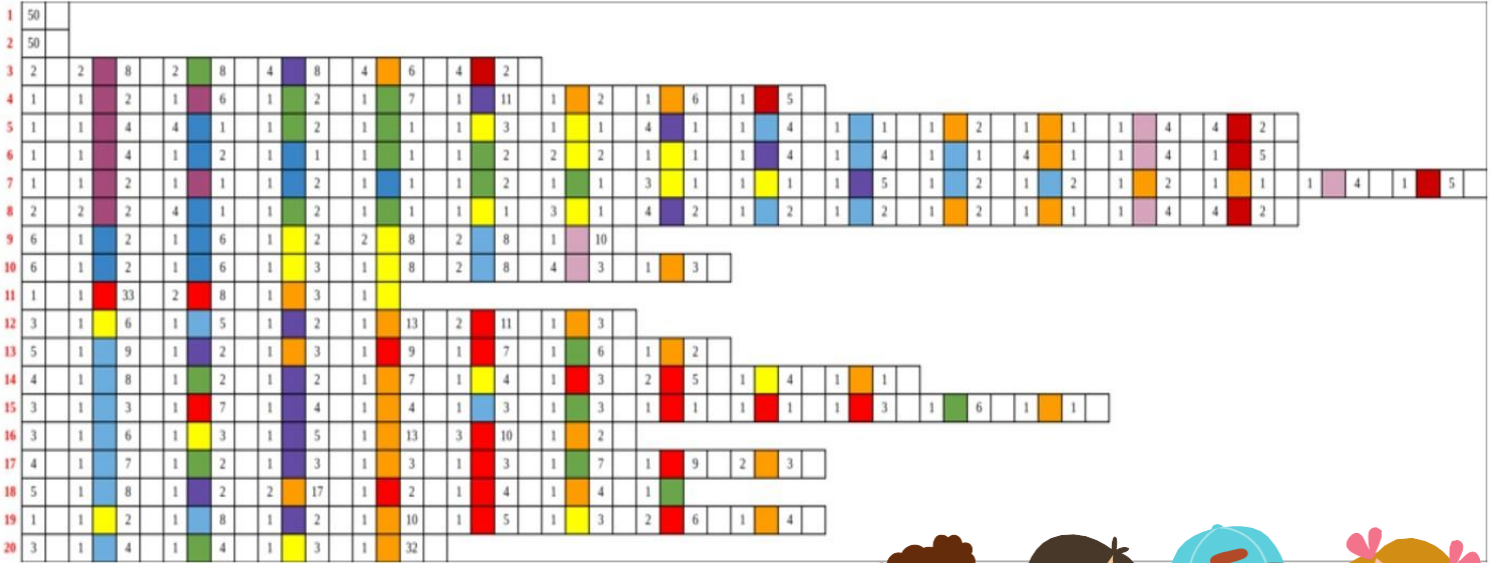 1 50
2 50
3 2 2 8 2 8 4 8 4 6 4 2
4 1 1 2 1 6 1 2 1 7 1 11 1 2 1 6 1 5
5 1 1 4 4 1 1 2 1 1 1 3 1 1 4 1 1 4 1 1 1 2 1 1 1 4 4 2
6 1 1 4 1 2 1 1 1 1 1 2 2 2 1 1 1 4 1 4 1 1 4 1 1 4 1 5
7 1 1 2 1 1 1 2 1 1 1 2 1 1 3 1 1 1 1 5 1 2 1 2 1 2 1 1 1 4 1 5
8 2 2 2 4 1 1 2 1 1 1 1 3 1 4 2 1 2 1 2 1 2 1 1 1 4 4 2
9 6 1 2 1 6 1 2 2 8 2 8 1 10
10 6 1 2 1 6 1 3 1 8 2 8 4 3 1 3
11 1 1 33 2 8 1 3 1
12 3 1 6 1 5 1 2 1 13 2 11 1 3
13 5 1 9 1 2 1 3 1 9 1 7 1 6 1 2
14 4 1 8 1 2 1 2 1 7 1 4 1 3 2 5 1 4 1 1
15 3 1 3 1 7 1 4 1 4 1 3 1 3 1 1 1 1 1 3 1 6 1 1
16 3 1 6 1 3 1 5 1 13 3 10 1 2
17 4 1 7 1 2 1 3 1 3 1 3 1 7 1 9 2 3
18 5 1 8 1 2 2 17 1 2 1 4 1 4 1
19 1 1 2 1 8 1 2 1 10 1 5 1 3 2 6 1 4
20 3 1 4 1 4 1 3 1 32